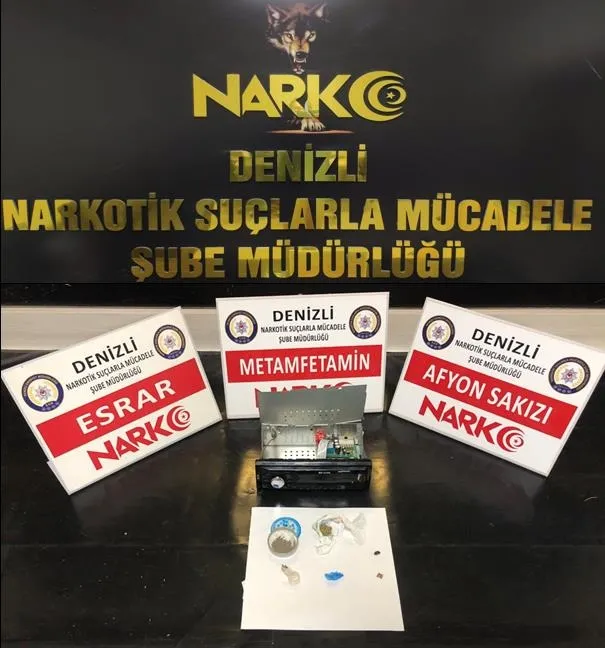 NARKO
DENİZLİ
NARKOTİK SUÇLARLA MÜCADELE
ŞUBE MÜDÜRLÜĞÜ
DENİZLİ
NARKOTİK SUÇLARLA MÜCADELE
ŞUBE MÜDÜRLÜĞÜ
ESRAR
NARKO
DENİZLİ
NARKOTİK SUÇLARLA MÜCADELE
ŞUBE MÜDÜRLÜĞÜ
METAMFETAMİN
DENİZLİ
NARKOTİK SUÇLARLA MÜCADELE
ŞUBE MÜDÜRLÜĞÜ
AFYON SAKIZI
NARKO